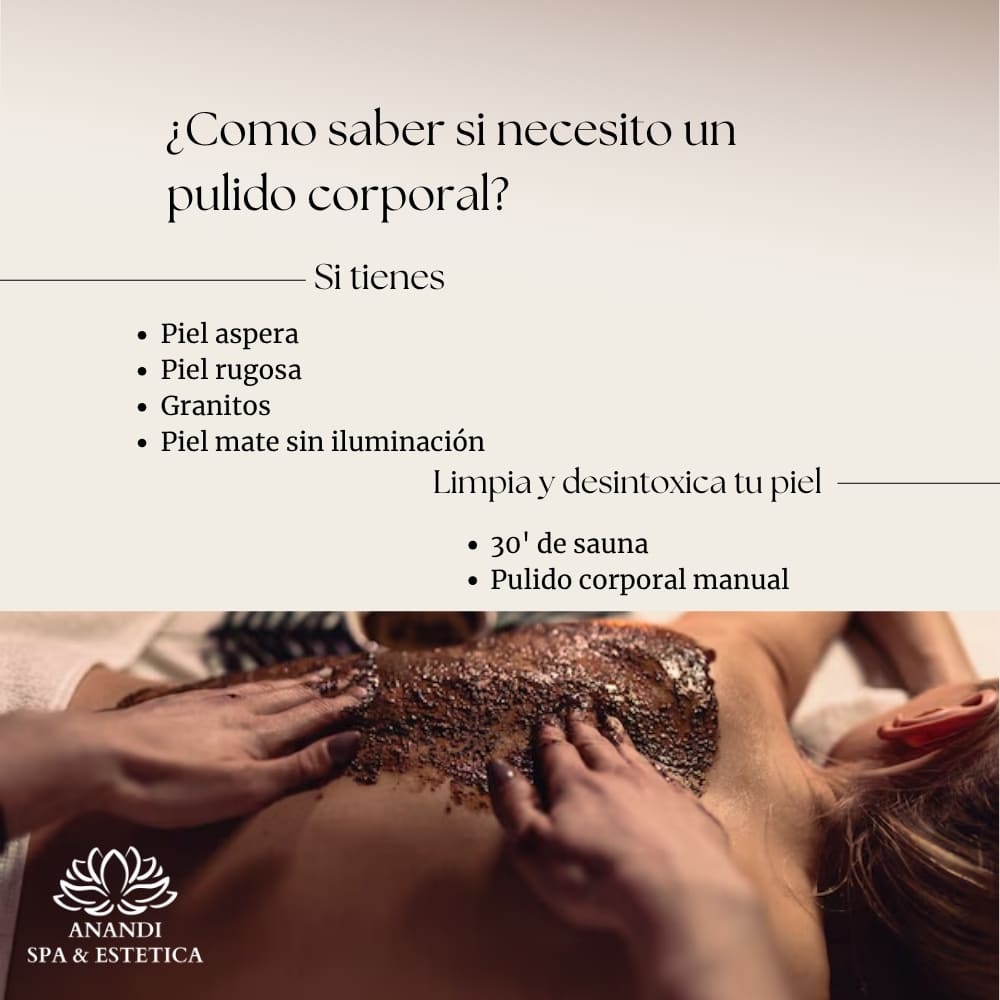 ¿Como saber si necesito un
pulido corporal?
Si tienes
• Piel aspera
• Piel rugosa
• Granitos
• Piel mate sin iluminación
Limpia y desintoxica tu piel
• 30' de sauna
• Pulido corporal manual
ANANDI
SPA & ESTETICA